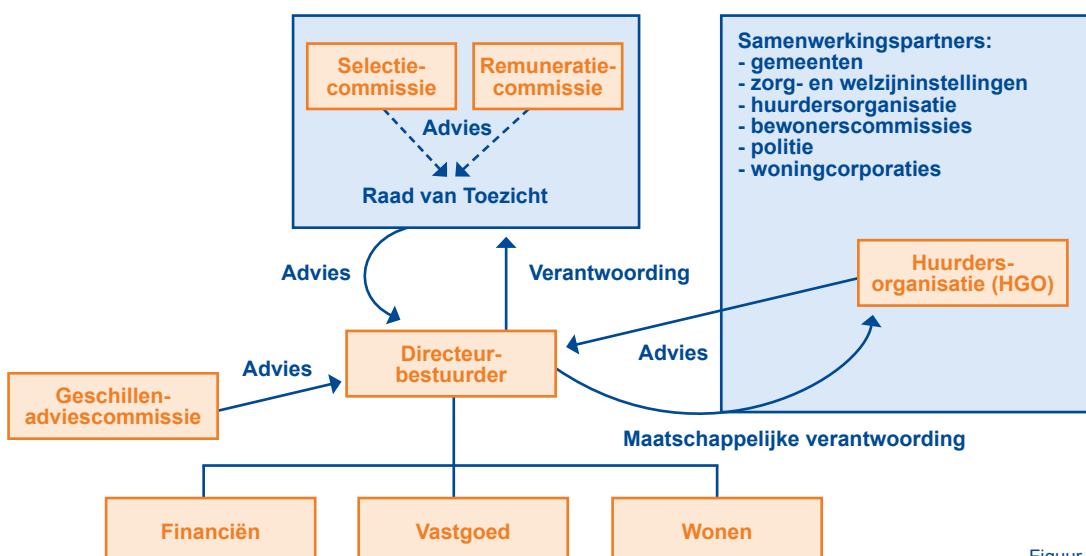 Selectie-
commissie
Remuneratie-
commissie
Advies
Raad van Toezicht
Samenwerkingspartners:
- gemeenten
- zorg- en welzijninstellingen
- huurdersorganisatie
- bewonerscommissies
- politie
- woningcorporaties
Advies
Verantwoording
Huurders-
organisatie (HGO)
Directeur-
bestuurder
Advies
Advies
Geschillen-
adviescommissie
Maatschappelijke verantwoording
Financiën
Vastgoed
Wonen
Figuur